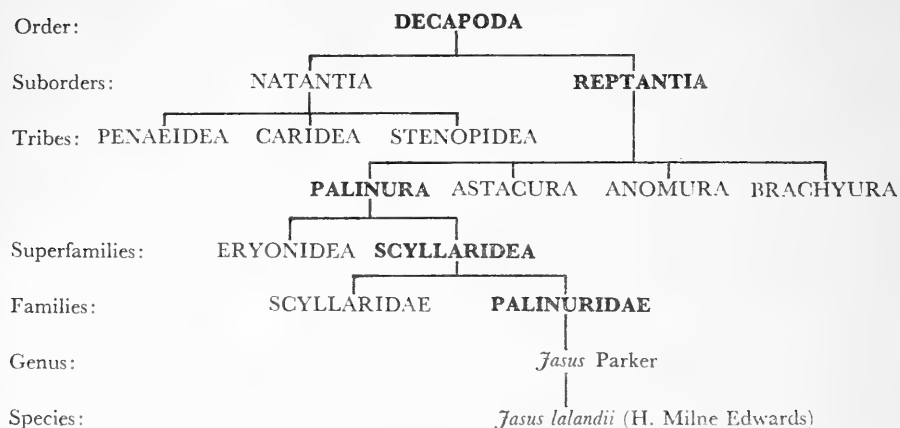 Order: DECAPODA
Suborders: NATANTIA REPTANTIA
Tribes: PENAEIDEA CARIDEA STENOPIDEA
PALINURA ASTACURA ANOMURA BRACHYURA
Superfamilies: ERYONIDEA SCYLLARIDEA
Families: SCYLLARIDAE PALINURIDAE
Genus: Jasus Parker
Species: Jasus lalandii (H. Milne Edwards)